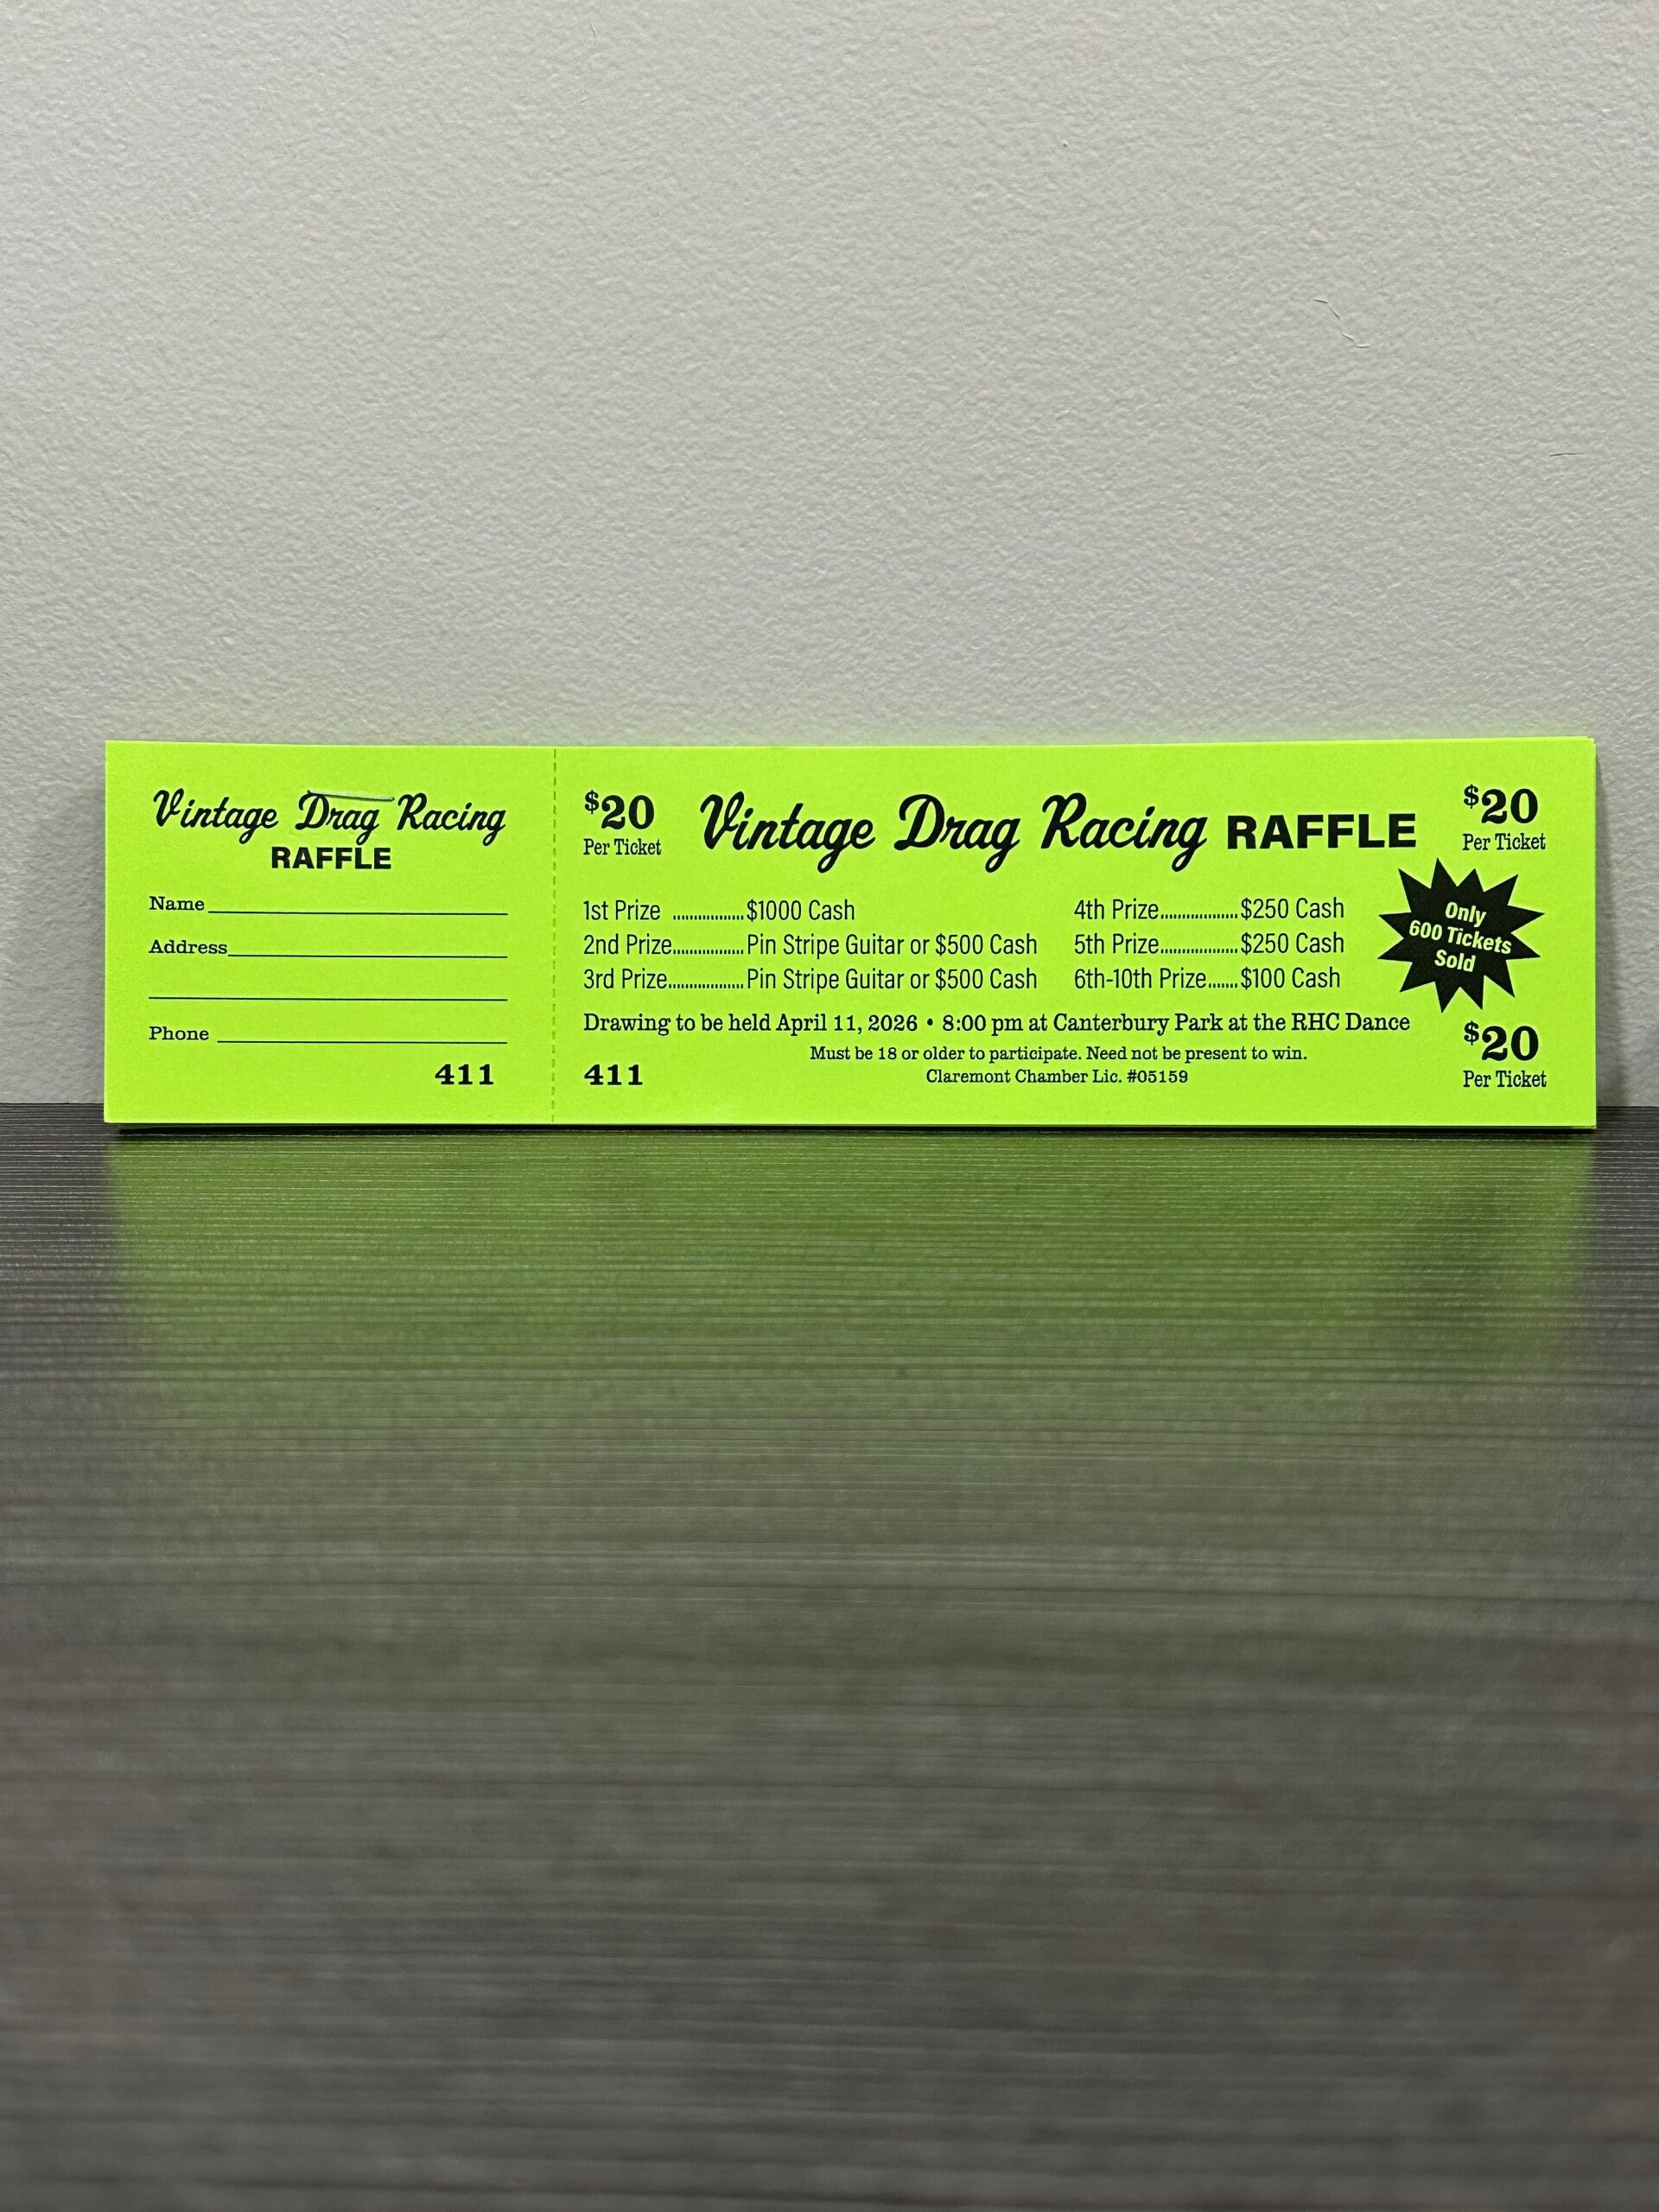 Vintage Drag Racing
RAFFLE
Name
Address
Phone
411
$20
Per Ticket
Vintage Drag Racing RAFFLE
$20
Per Ticket
1st Prize ................. $1000 Cash
2nd Prize................. Pin Stripe Guitar or $500 Cash
3rd Prize.................. Pin Stripe Guitar or $500 Cash
4th Prize.................. $250 Cash
5th Prize.................. $250 Cash
6th-10th Prize....... $100 Cash
Only
600 Tickets
Sold
Drawing to be held April 11, 2026 • 8:00 pm at Canterbury Park at the RHC Dance
Must be 18 or older to participate. Need not be present to win.
Claremont Chamber Lic. #05159
411
$20
Per Ticket